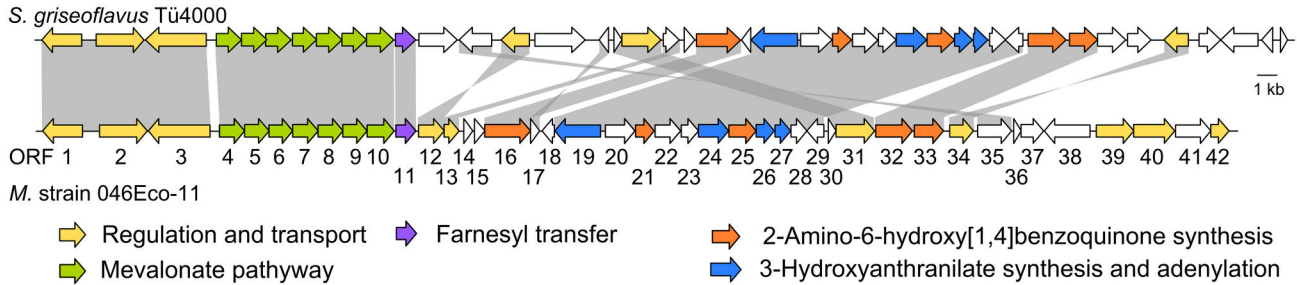 S. griseoflavus Tü4000
1 kb
ORF 1 2 3 4 5 6 7 8 9 10 12 14 16 18 20 22 24 25 27 29 31 32 33 34 35 37 38 39 40 41 42
11 13 15 17 19 21 23 26 28 30 36
M. strain 046Eco-11
Regulation and transport Farnesyl transfer 2-Amino-6-hydroxy[1,4]benzoquinone synthesis
Mevalonate pathyway 3-Hydroxyanthranilate synthesis and adenylation